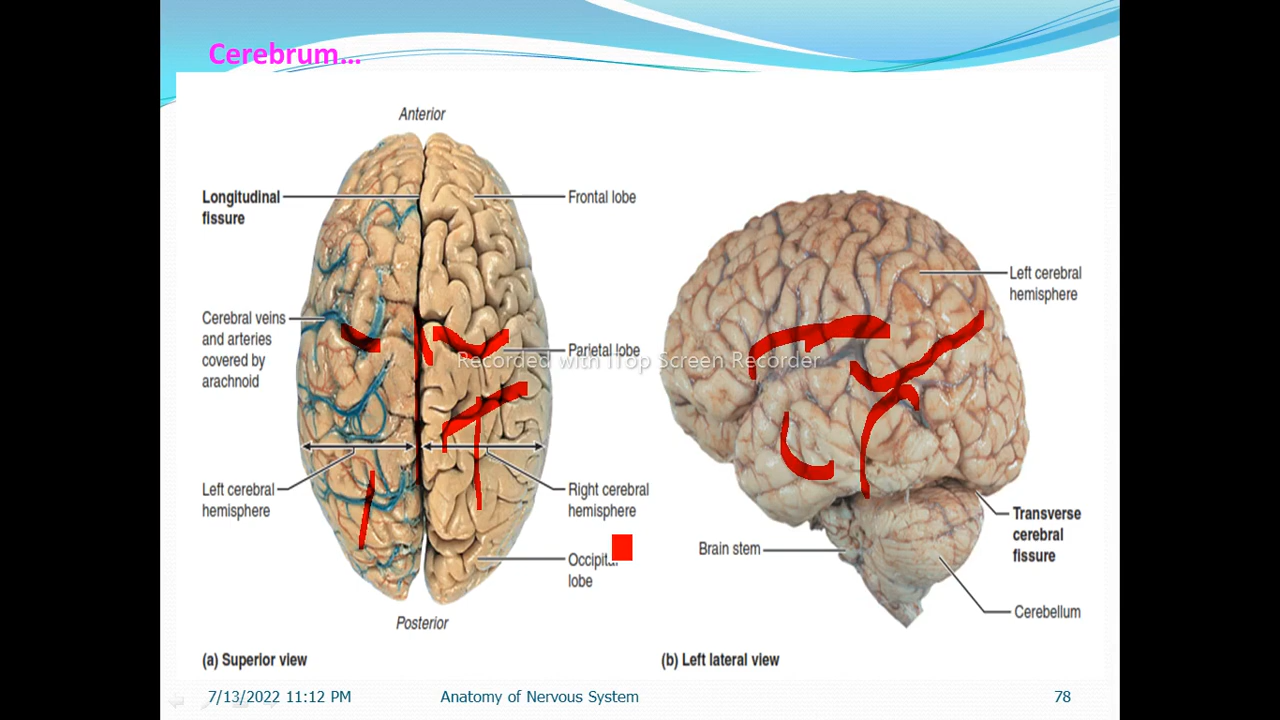 Cerebrum...
Anterior
Longitudinal
fissure
Frontal lobe
Cerebral veins
and arteries
covered by
arachnoid
Parietal lobe
Recorded with iTop Screen Recorder
Left cerebral
hemisphere
Right cerebral
hemisphere
Occipital
lobe
Posterior
(a) Superior view
Left cerebral
hemisphere
Brain stem
Transverse
cerebral
fissure
Cerebellum
(b) Left lateral view
7/13/2022 11:12 PM
Anatomy of Nervous System
78